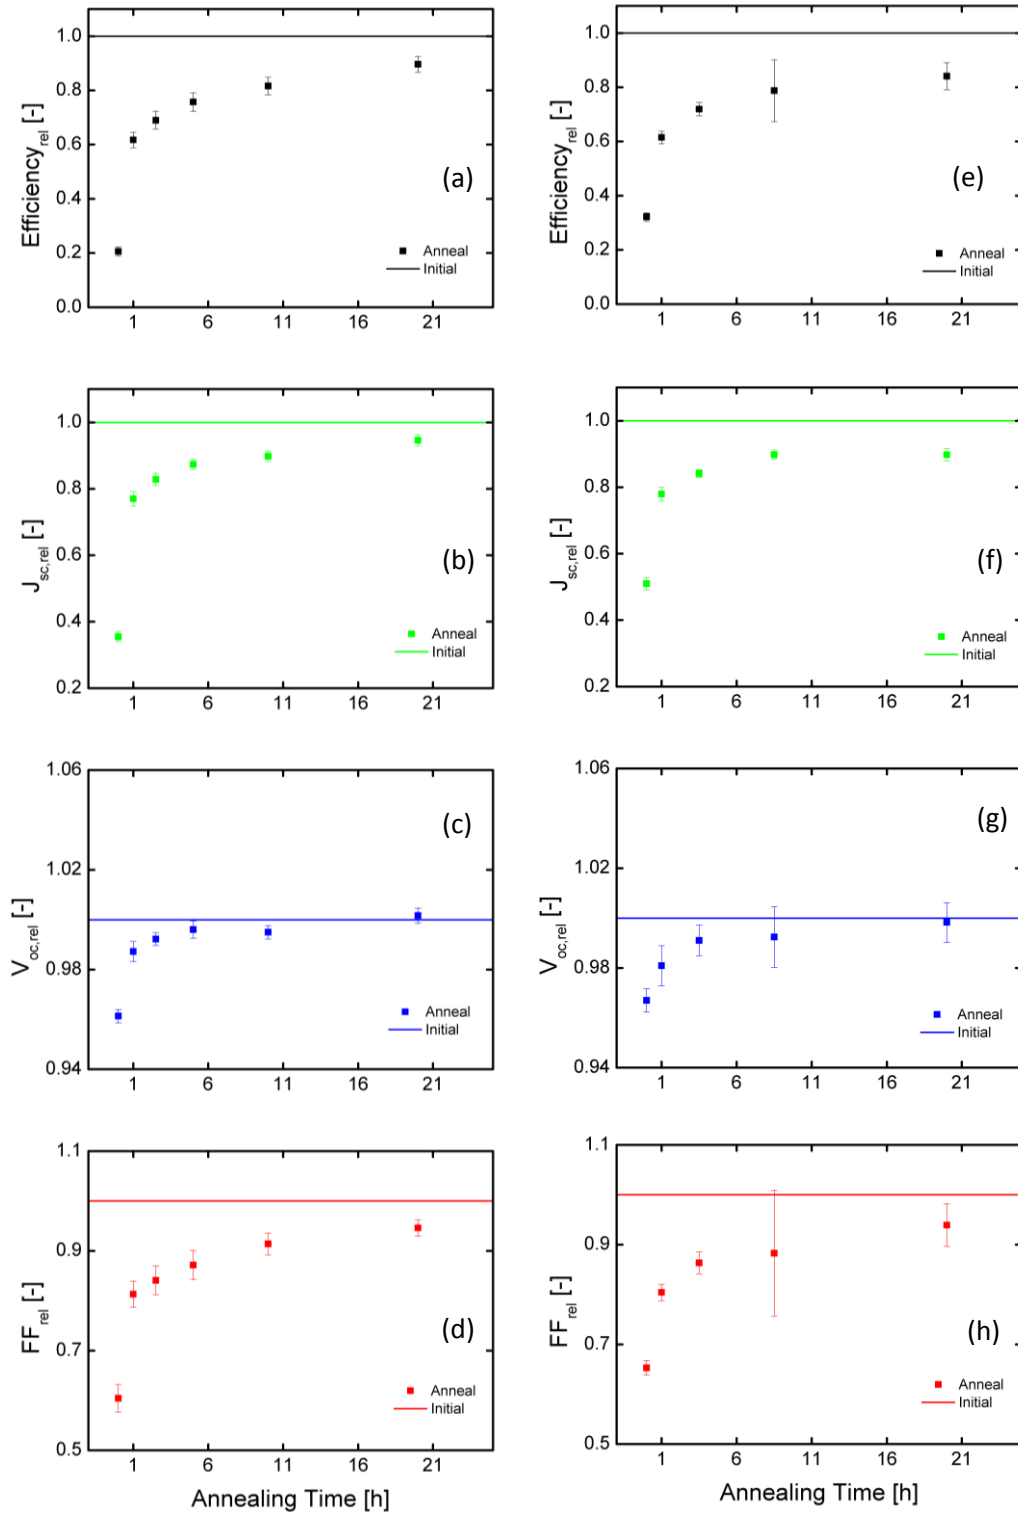 1.0
0.8
0.6
0.4
0.2
0.0
Efficiency_rel [-]
(a)
Anneal
Initial
1 6 11 16 21
1.0
0.8
0.6
0.4
0.2
0.0
Efficiency_rel [-]
(e)
Anneal
Initial
1 6 11 16 21
1.0
0.8
0.6
0.4
0.2
J_sc,rel [-]
(b)
Anneal
Initial
1 6 11 16 21
1.0
0.8
0.6
0.4
0.2
J_sc,rel [-]
(f)
Anneal
Initial
1 6 11 16 21
1.06
1.02
0.98
0.94
V_oc,rel [-]
(c)
Anneal
Initial
1 6 11 16 21
1.06
1.02
0.98
0.94
V_oc,rel [-]
(g)
Anneal
Initial
1 6 11 16 21
1.1
0.9
0.7
0.5
FF_rel [-]
(d)
Anneal
Initial
1 6 11 16 21
Annealing Time [h]
1.1
0.9
0.7
0.5
FF_rel [-]
(h)
Anneal
Initial
1 6 11 16 21
Annealing Time [h]